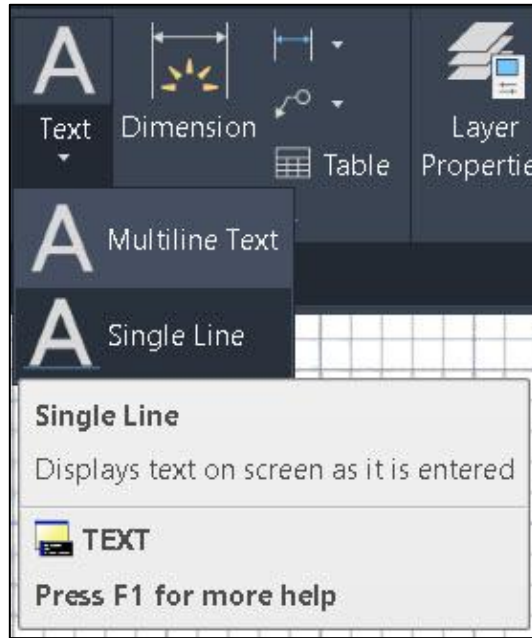 Text
Dimension
Table
Layer
Propertie
Multiline Text
Single Line
Single Line
Displays text on screen as it is entered
TEXT
Press F1 for more help